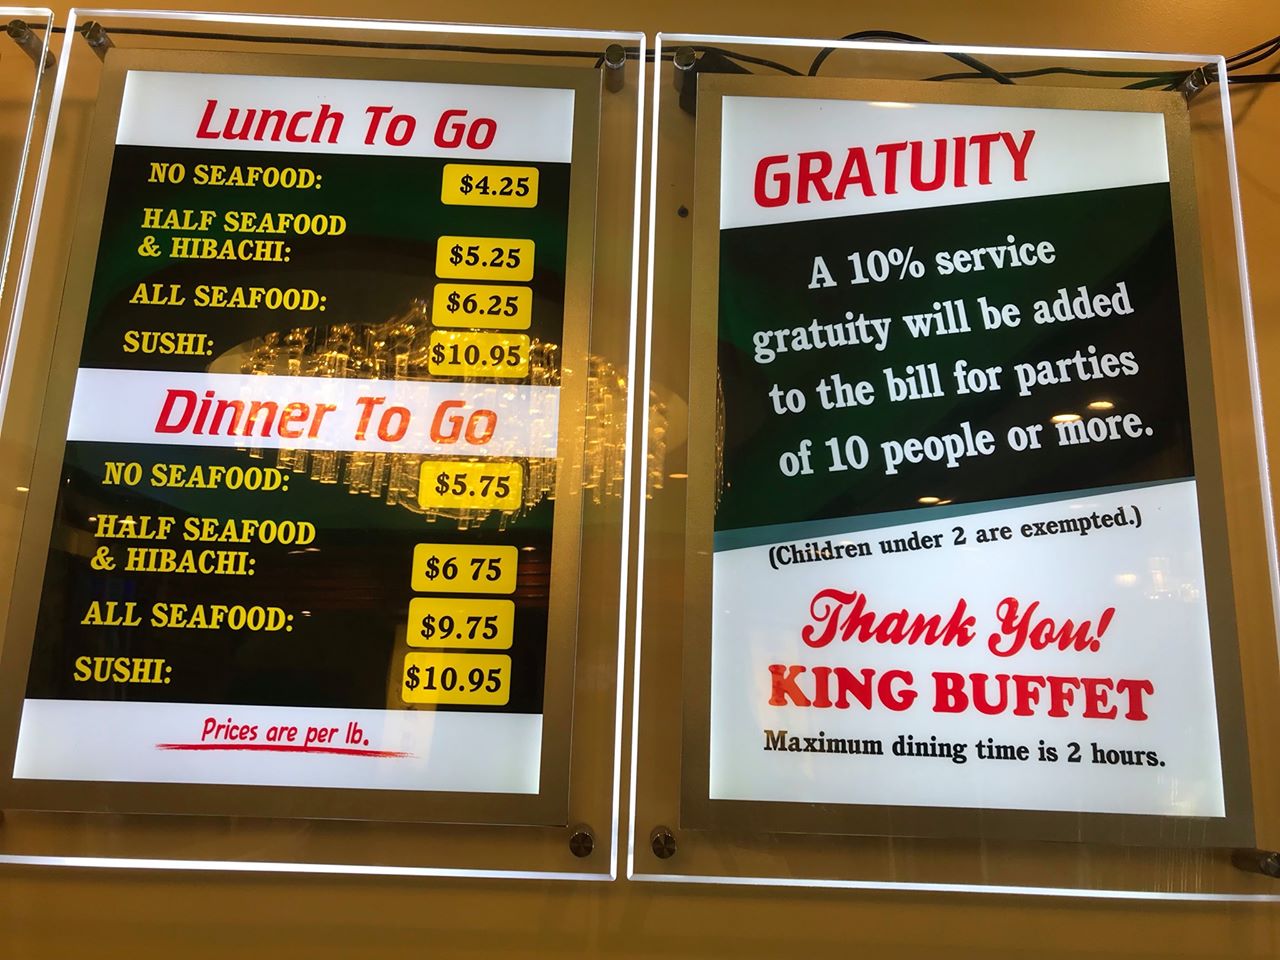 Lunch To Go
NO SEAFOOD: $4.25
HALF SEAFOOD
& HIBACHI: $5.25
ALL SEAFOOD: $6.25
SUSHI: $10.95
Dinner To Go
NO SEAFOOD: $5.75
HALF SEAFOOD
& HIBACHI: $6 75
ALL SEAFOOD: $9.75
SUSHI: $10.95
Prices are per lb.
GRATUITY
A 10% service
gratuity will be added
to the bill for parties
of 10 people or more.
(Children under 2 are exempted.)
Thank You!
KING BUFFET
Maximum dining time is 2 hours.